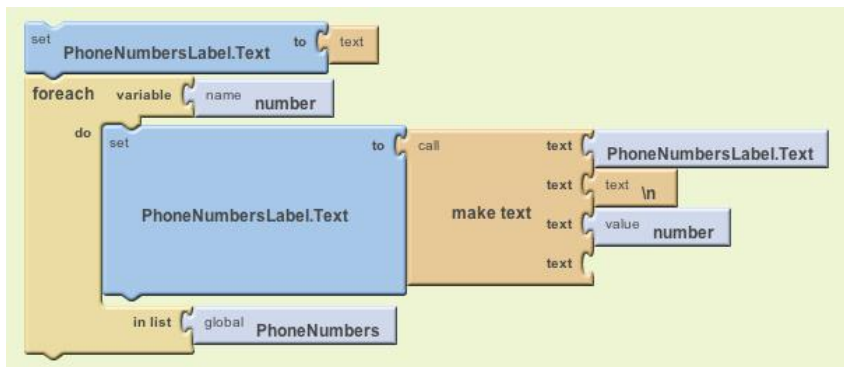 set PhoneNumbersLabel.Text to text
foreach variable name number
do set PhoneNumbersLabel.Text to call make text text PhoneNumbersLabel.Text
text text \n
text value number
text
in list global PhoneNumbers